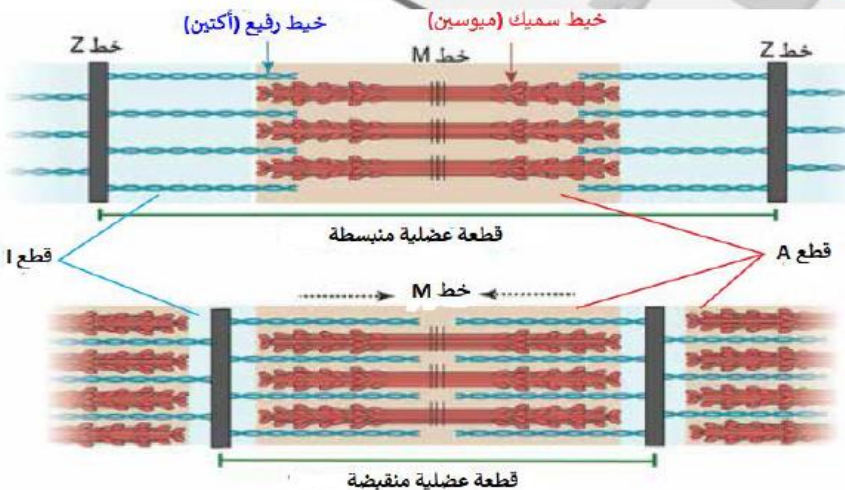 خيط رفيع (أكتين)
خيط سميك (ميوسين)
خط Z
خط M
خط Z
قطعة عضلية منبسطة
قطع I
قطع A
خط M
قطعة عضلية منقبضة